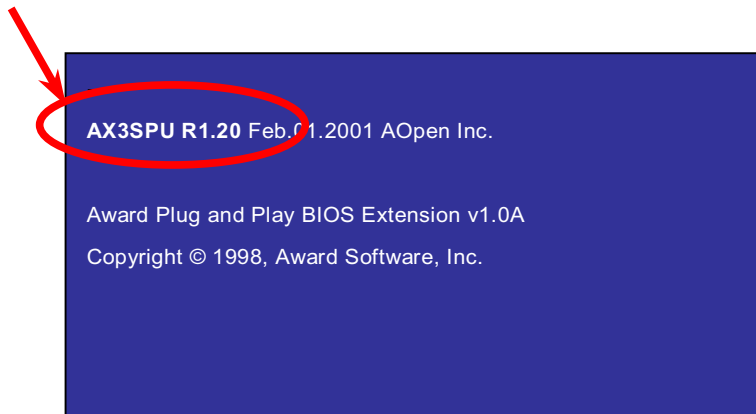 AX3SPU R1.20 Feb.01.2001 AOpen Inc.
Award Plug and Play BIOS Extension v1.0A
Copyright © 1998, Award Software, Inc.